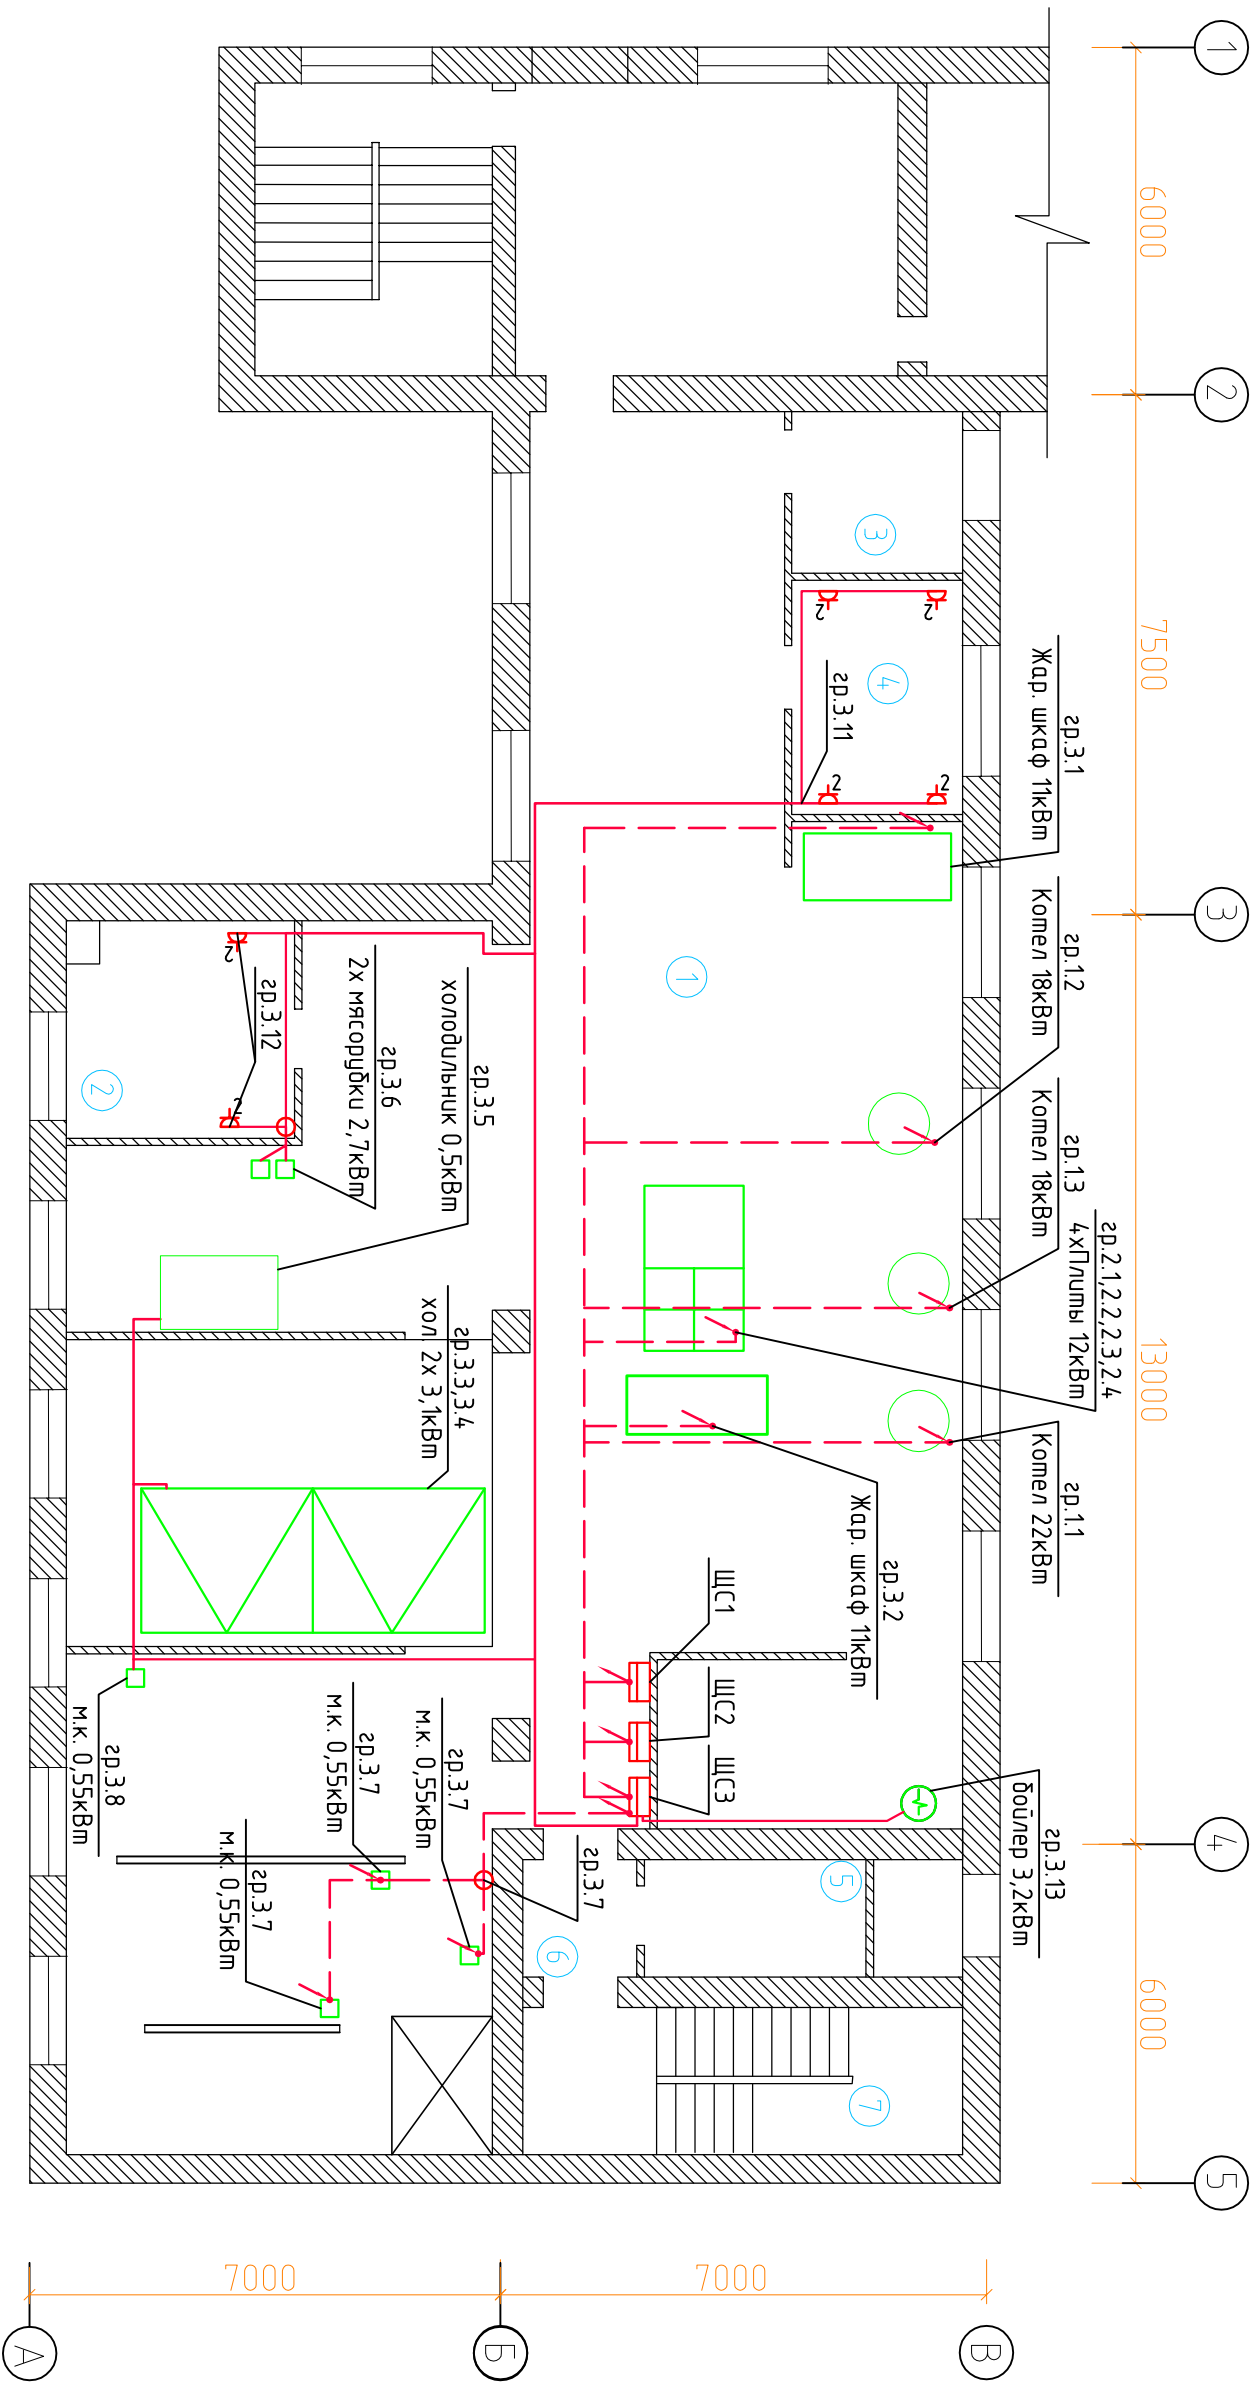 1
2
3
4
5
6000
7500
13000
6000
гр.3.1
Жар. шкаф 11кВт
гр.1.2
Котел 18кВт
гр.1.3
Котел 18кВт
гр.2.1,2.2,2.3,2.4
4хПлиты 12кВт
гр.1.1
Котел 22кВт
гр.3.13
бойлер 3,2кВт
3
4
2
2
2
2
гр.3.11
1
гр.3.2
Жар. шкаф 11кВт
ЩС1
ЩС2
ЩС3
5
6
7
гр.3.7
гр.3.5
холодильник 0,5кВт
гр.3.6
2х мясорубки 2,7кВт
гр.3.12
2
2
2
гр.3.3,3.4
хол. 2х 3,1кВт
гр.3.7
м.к. 0,55кВт
гр.3.7
м.к. 0,55кВт
гр.3.7
м.к. 0,55кВт
гр.3.8
м.к. 0,55кВт
7000
7000
А
Б
В